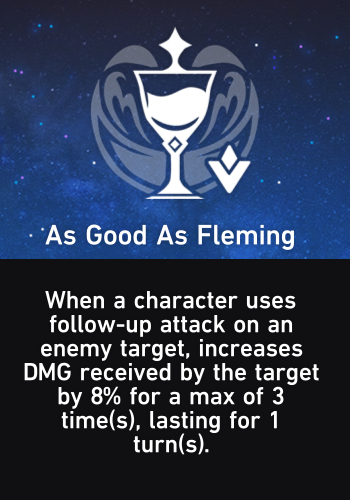 As Good As Fleming
When a character uses
follow-up attack on an
enemy target, increases
DMG received by the target
by 8% for a max of 3
time(s), lasting for 1
turn(s).